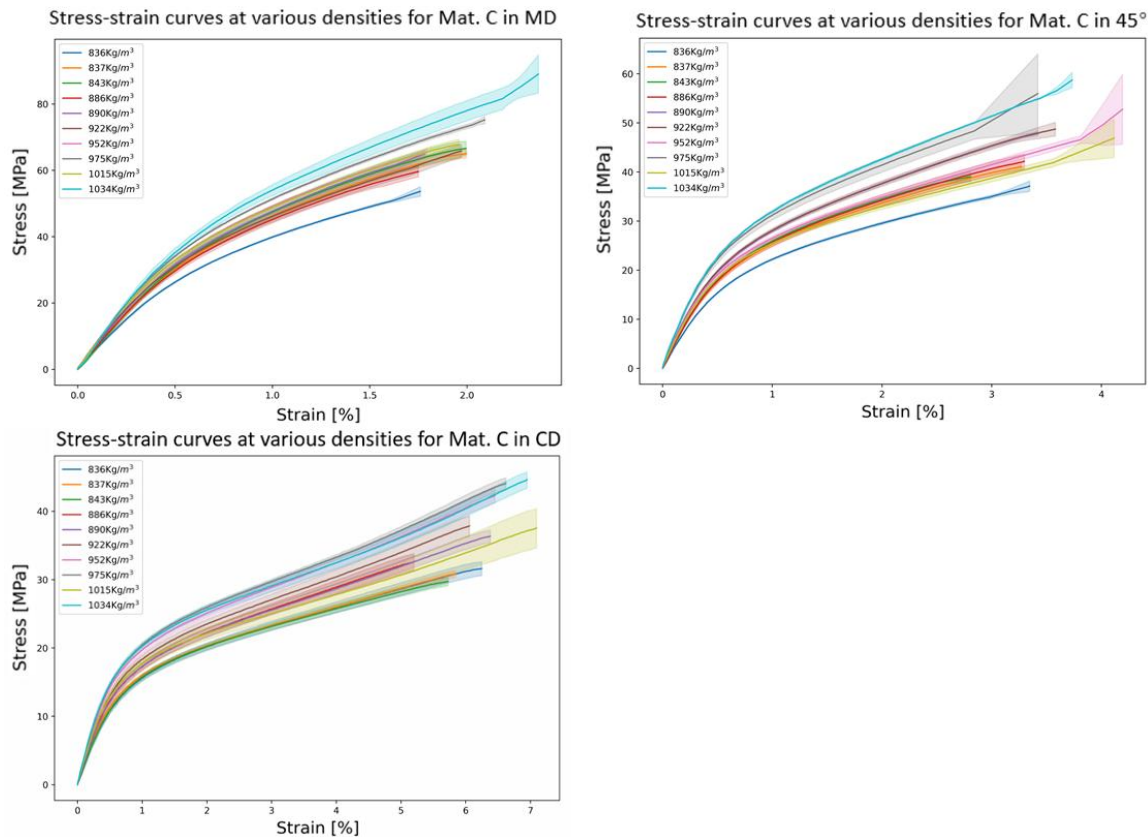 Stress-strain curves at various densities for Mat. C in MD
836Kg/m³
837Kg/m³
843Kg/m³
886Kg/m³
890Kg/m³
922Kg/m³
952Kg/m³
975Kg/m³
1015Kg/m³
1034Kg/m³
Stress [MPa]
80
60
40
20
0
0.0 0.5 1.0 1.5 2.0
Strain [%]
Stress-strain curves at various densities for Mat. C in 45°
836Kg/m³
837Kg/m³
843Kg/m³
886Kg/m³
890Kg/m³
922Kg/m³
952Kg/m³
975Kg/m³
1015Kg/m³
1034Kg/m³
Stress [MPa]
60
50
40
30
20
10
0
0 1 2 3 4
Strain [%]
Stress-strain curves at various densities for Mat. C in CD
836Kg/m³
837Kg/m³
843Kg/m³
886Kg/m³
890Kg/m³
922Kg/m³
952Kg/m³
975Kg/m³
1015Kg/m³
1034Kg/m³
Stress [MPa]
40
30
20
10
0
0 1 2 3 4 5 6 7
Strain [%]